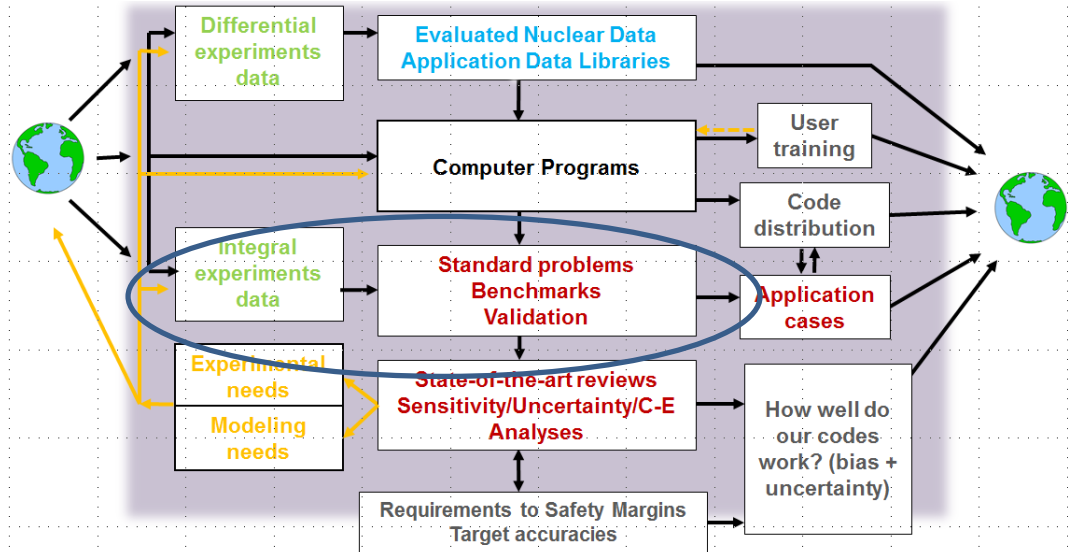 Differential
experiments
data
Evaluated Nuclear Data
Application Data Libraries
User
training
Computer Programs
Code
distribution
Integral
experiments
data
Standard problems
Benchmarks
Validation
Application
cases
Experimental
needs
Modeling
needs
State-of-the-art reviews
Sensitivity/Uncertainty/C-E
Analyses
How well do
our codes
work? (bias +
uncertainty)
Requirements to Safety Margins
Target accuracies